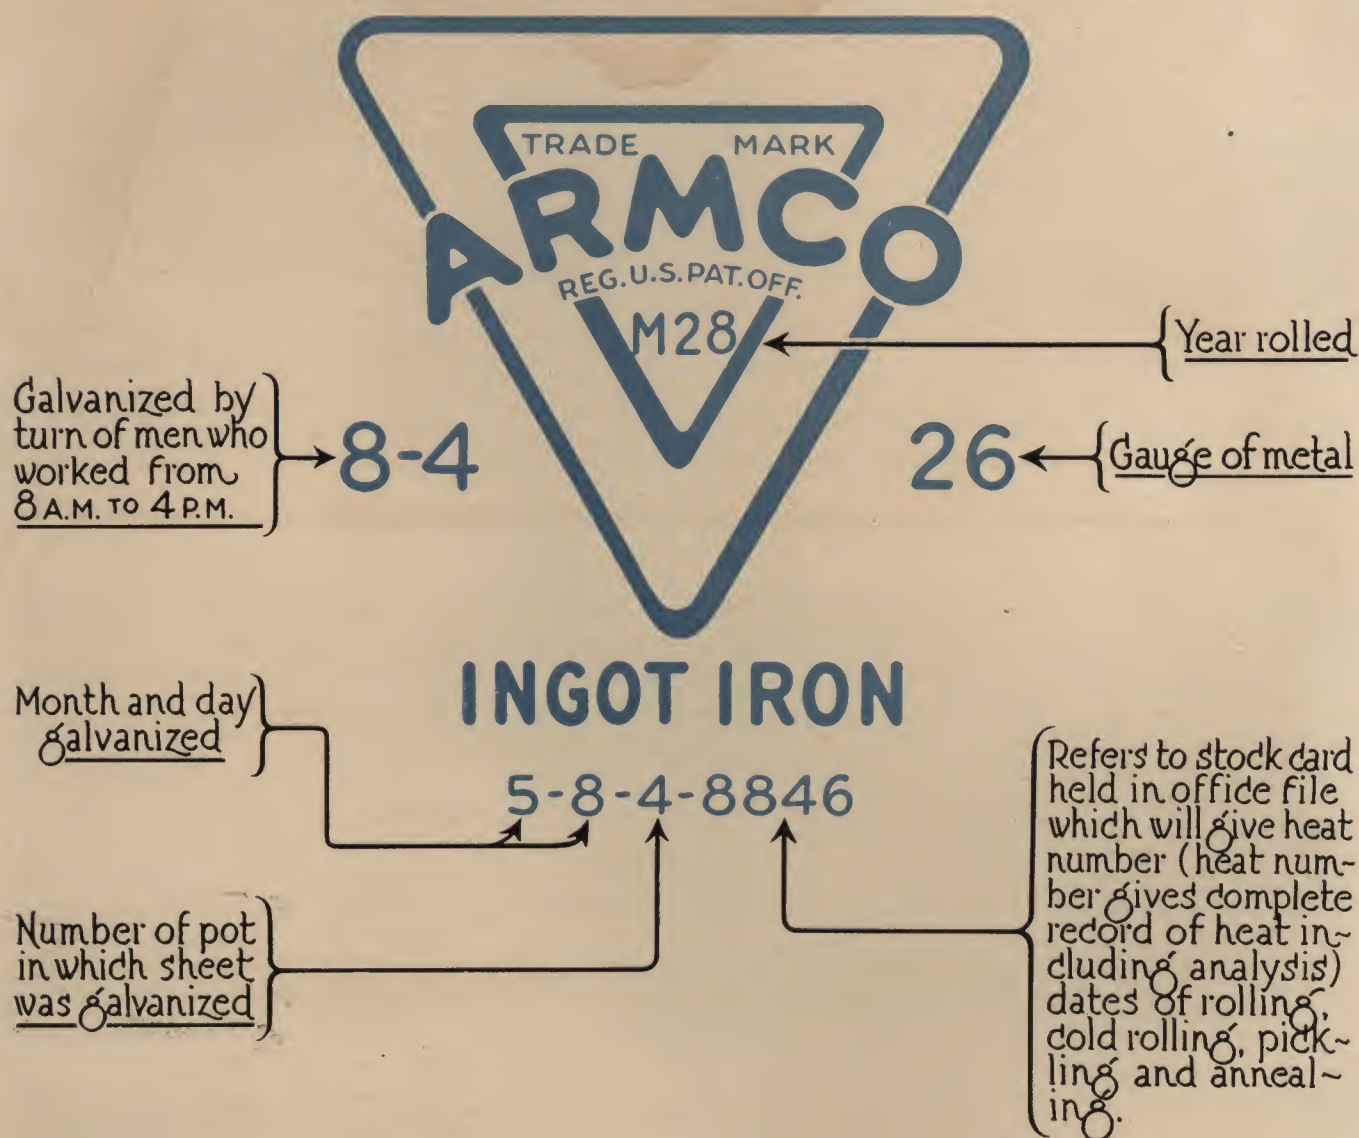 TRADE MARK
ARMCO
REG. U.S. PAT. OFF.
M28
Year rolled
Galvanized by
turn of men who
worked from
8 A.M. TO 4 P.M.
8-4
26
Gauge of metal
INGOT IRON
Month and day
galvanized
5-8-4-8846
Number of pot
in which sheet
was galvanized
Refers to stock card
held in office file
which will give heat
number (heat num~
ber gives complete
record of heat in~
cluding analysis)
dates of rolling,
cold rolling, pick~
ling and anneal~
ing.